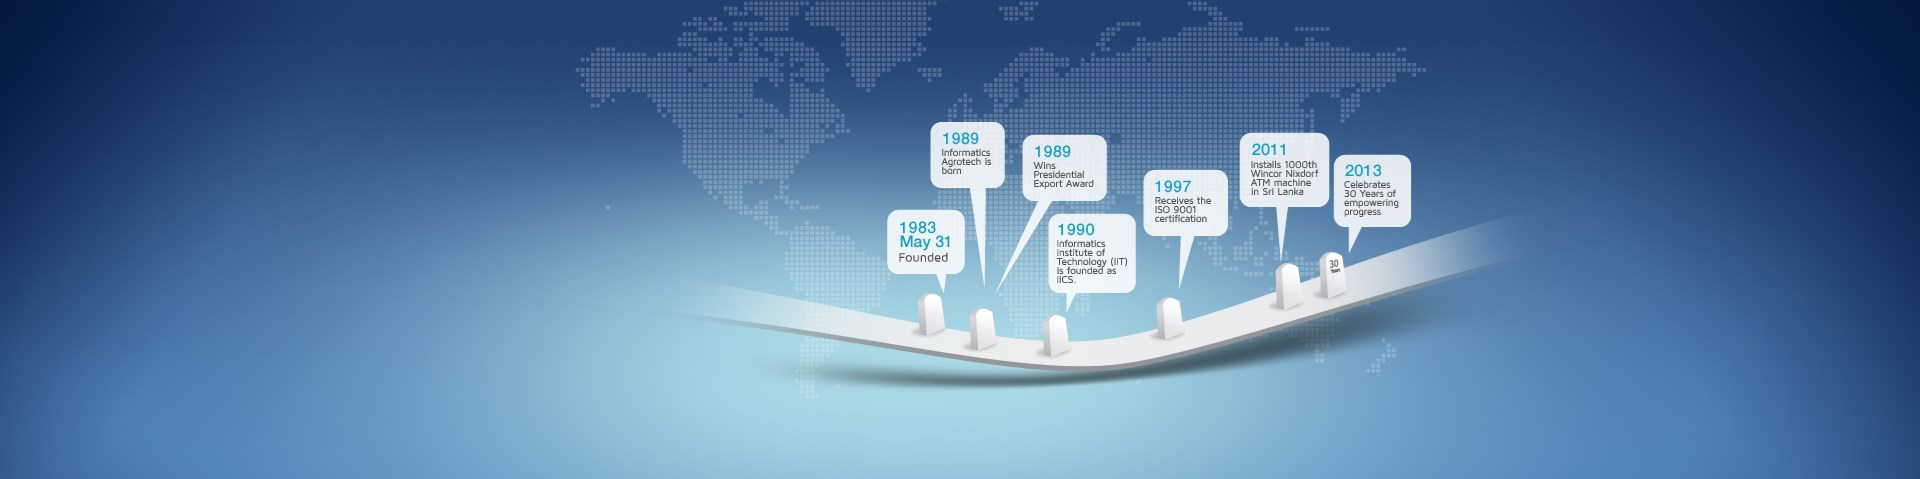 1983
May 31
Founded
1989
Informatics
Agrotech is
born
1989
Wins
Presidential
Export Award
1990
Informatics
Institute of
Technology (IIT)
is founded as
IICS.
1997
Receives the
ISO 9001
certification
2011
Installs 1000th
Wincor Nixdorf
ATM machine
in Sri Lanka
2013
Celebrates
30 Years of
empowering
progress
30
Years